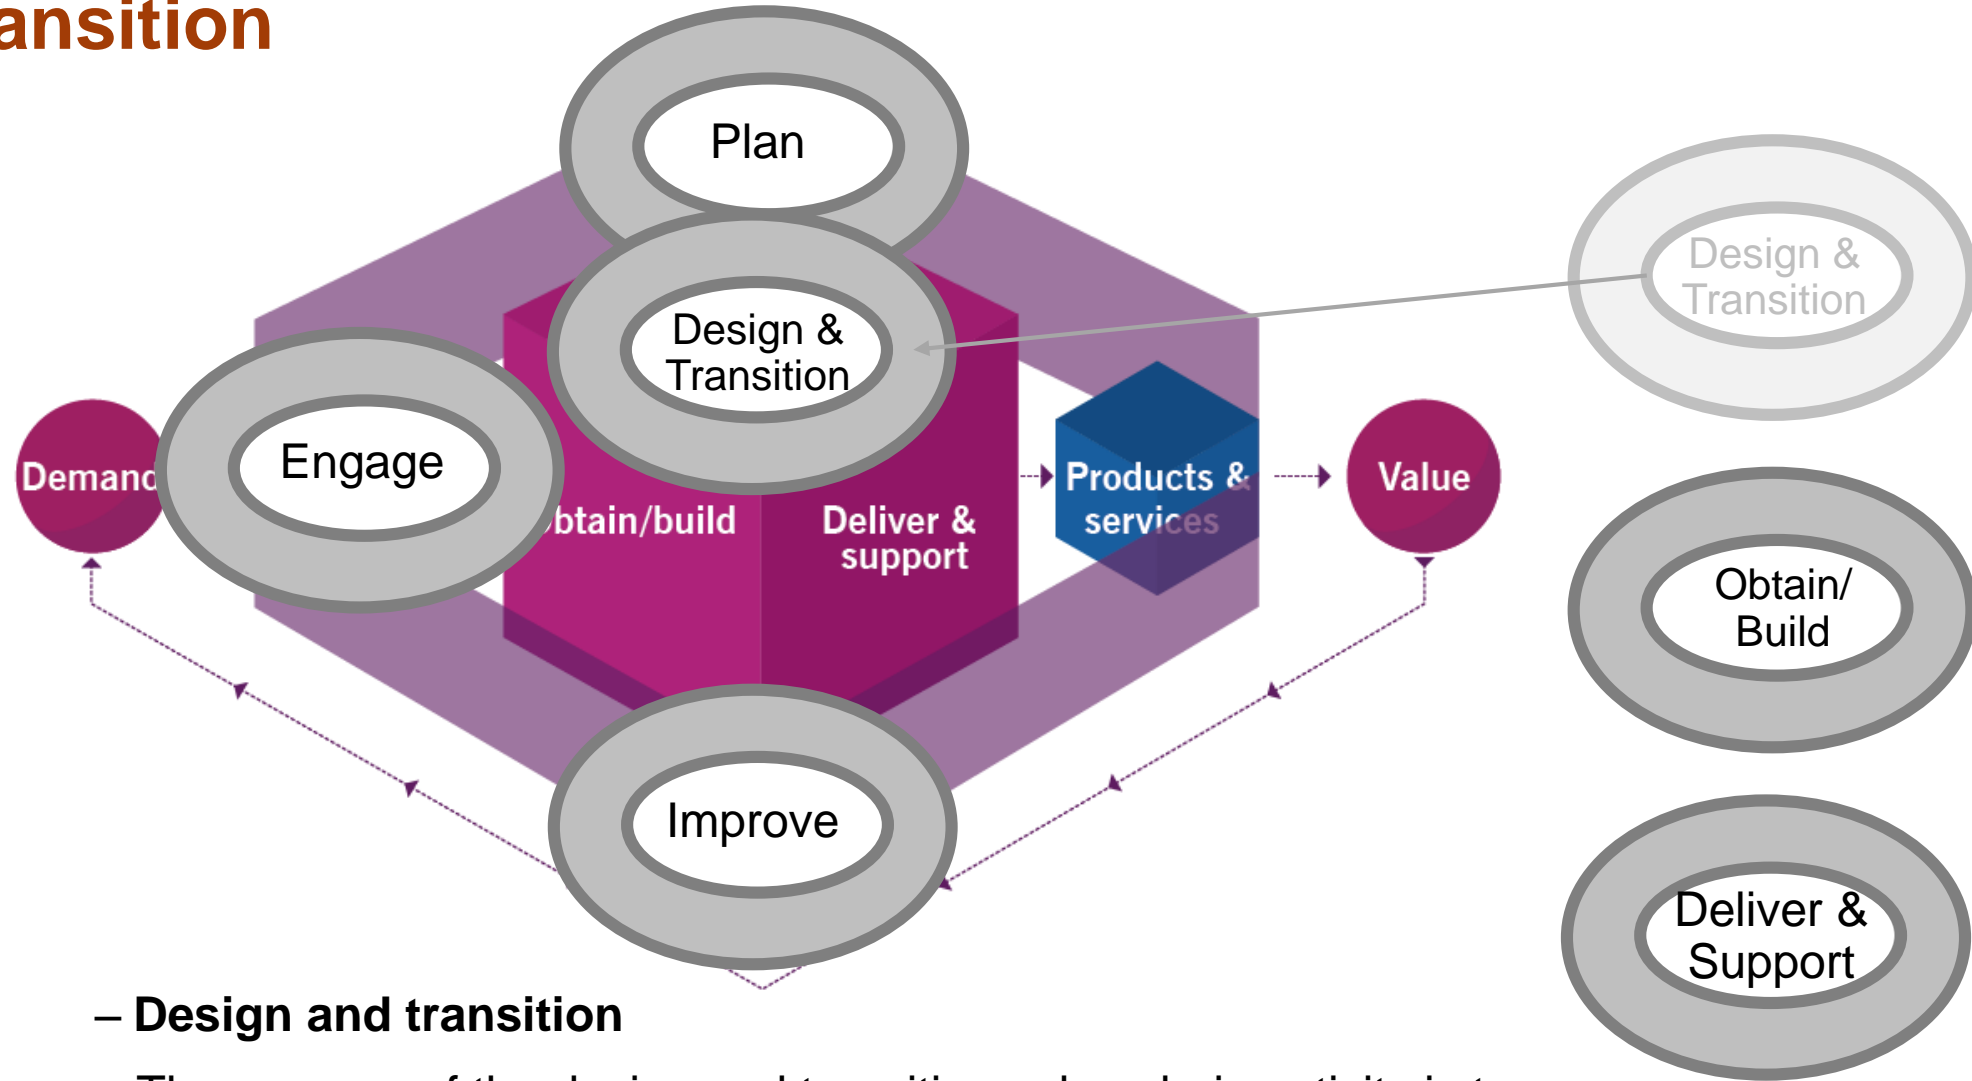 ansition
Plan
Design &
Transition
Design &
Transition
Engage
Demand
btain/build
Deliver &
support
Products &
services
Value
Obtain/
Build
Improve
Deliver &
Support
– Design and transition